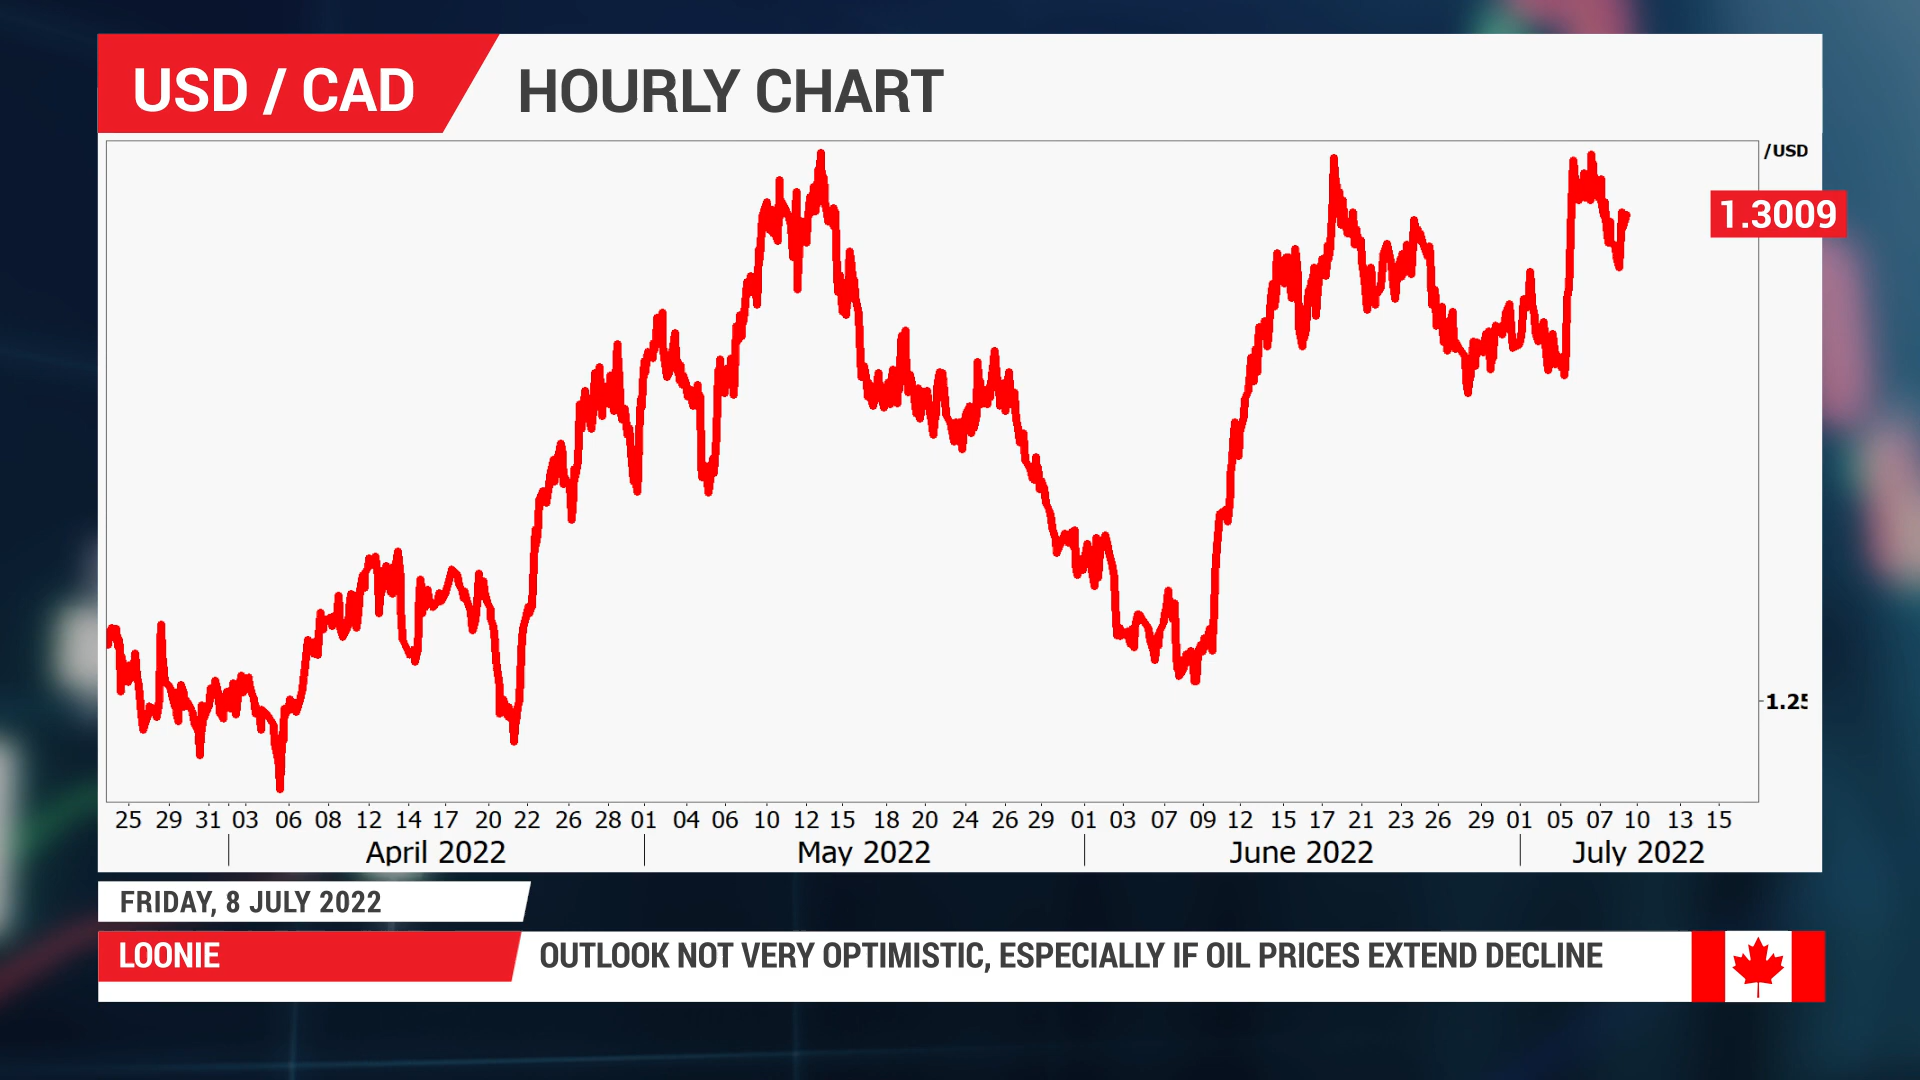 USD / CAD
HOURLY CHART
/USD
1.3009
25 29 31 03 06 08 12 14 17 20 22 26 28 01 04 06 10 12 15 18 20 24 26 29 01 03 07 09 12 15 17 21 23 26 29 01 05 07 10 13 15
April 2022 May 2022 June 2022 July 2022
FRIDAY, 8 JULY 2022
LOONIE
OUTLOOK NOT VERY OPTIMISTIC, ESPECIALLY IF OIL PRICES EXTEND DECLINE